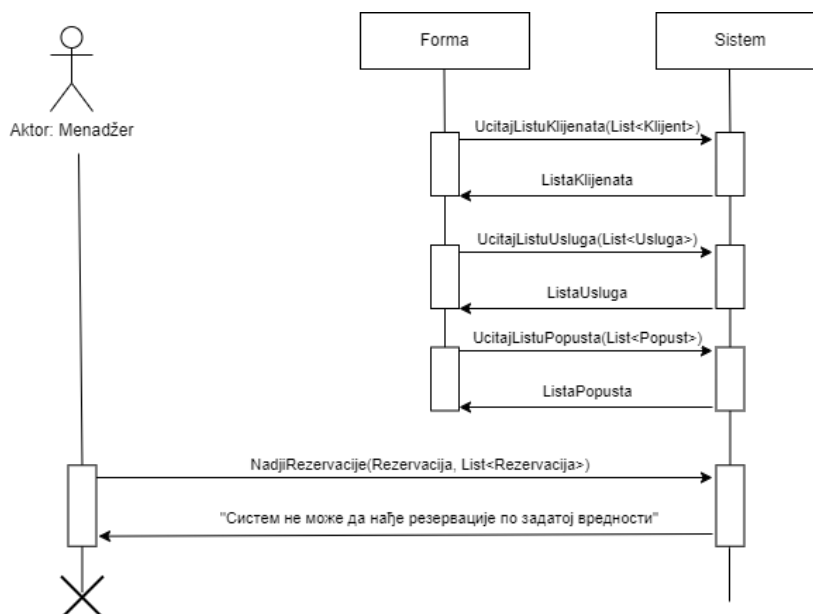 Forma
Sistem
Aktor: Menadžer
UcitajListuKlijenata(List<Klijent>)
ListaKlijenata
UcitajListuUsluga(List<Usluga>)
ListaUsluga
UcitajListuPopusta(List<Popust>)
ListaPopusta
NadjiRezervacije(Rezervacija, List<Rezervacija>)
"Систем не може да нађе резервације по задатој вредности"